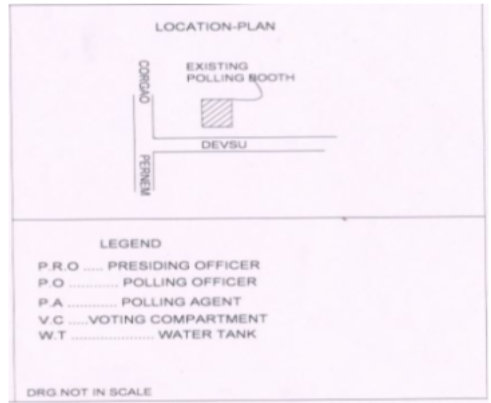 LOCATION-PLAN
CORGAO
EXISTING
POLLING BOOTH
DEVSU
PERNEM
LEGEND
P.R.O ..... PRESIDING OFFICER
P.O ............. POLLING OFFICER
P.A ............. POLLING AGENT
V.C .....VOTING COMPARTMENT
W.T ...................... WATER TANK
DRG.NOT IN SCALE